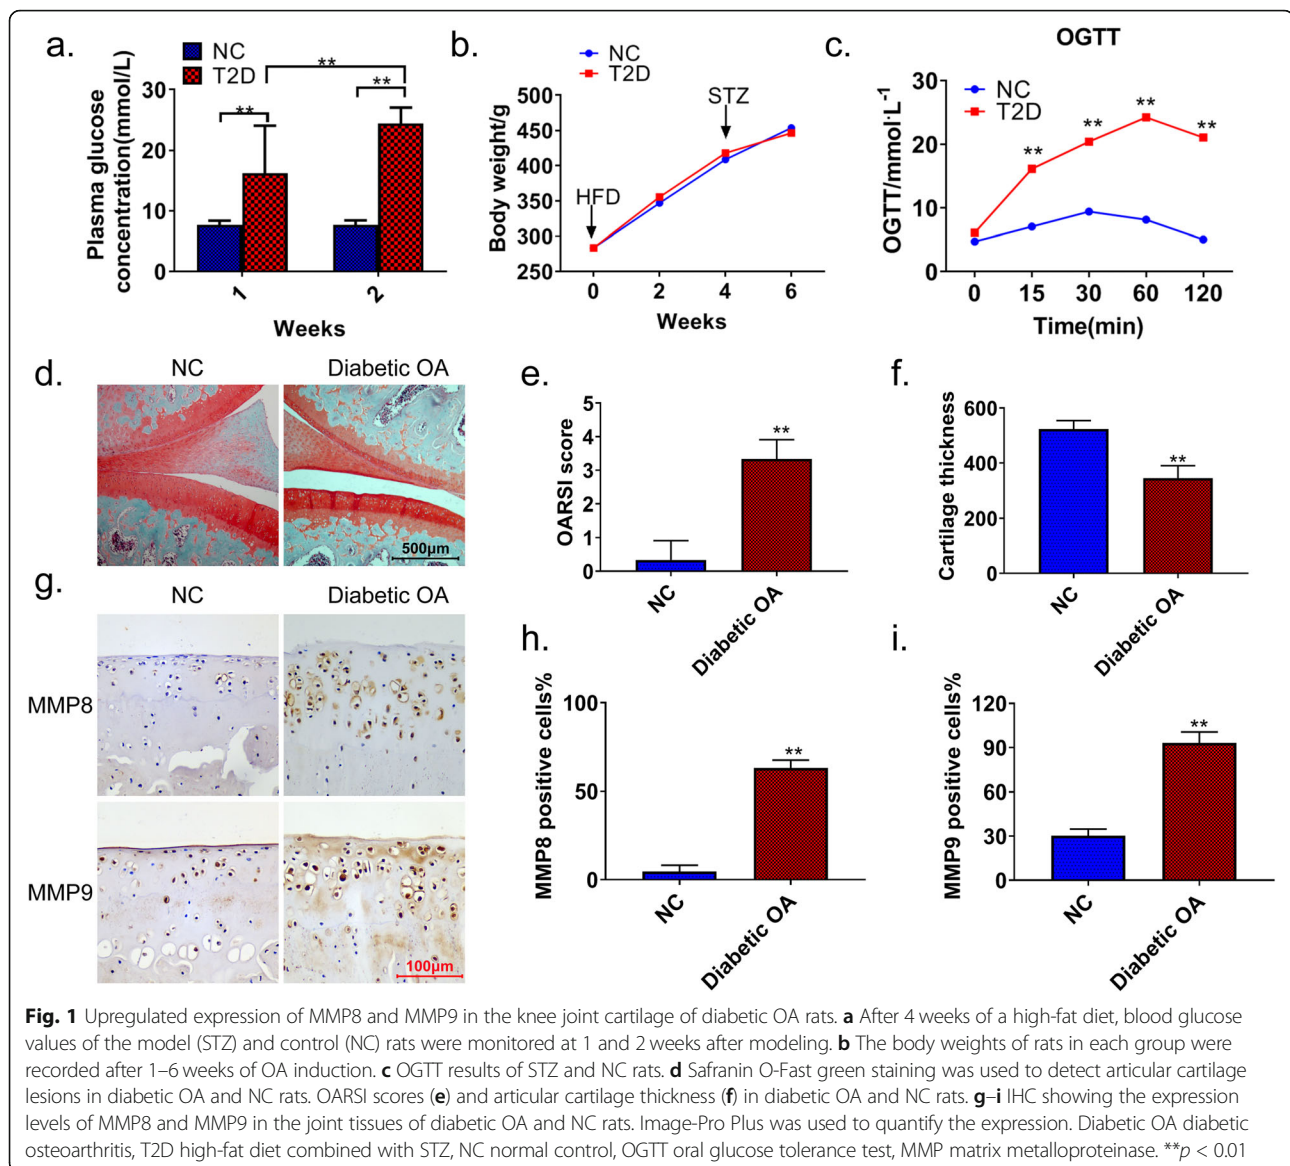 a.
NC
T2D
Plasma glucose
concentration(mmol/L)
30
20
10
0
**
**
**
1
2
Weeks
b.
NC
T2D
Body weight/g
500
450
400
350
300
250
HFD
STZ
0
2
4
6
Weeks
c.
OGTT
NC
T2D
OGTT/mmol·L⁻¹
30
20
10
0
**
**
**
**
0
15
30
60
120
Time(min)
d.
NC
Diabetic OA
500μm
e.
OARSI score
5
4
3
2
1
0
**
NC
Diabetic OA
f.
Cartilage thickness
600
400
200
0
**
NC
Diabetic OA
g.
NC
Diabetic OA
MMP8
MMP9
100μm
h.
MMP8 positive cells%
100
50
0
**
NC
Diabetic OA
i.
MMP9 positive cells%
120
90
60
30
0
**
NC
Diabetic OA
Fig. 1 Upregulated expression of MMP8 and MMP9 in the knee joint cartilage of diabetic OA rats. a After 4 weeks of a high-fat diet, blood glucose
values of the model (STZ) and control (NC) rats were monitored at 1 and 2 weeks after modeling. b The body weights of rats in each group were
recorded after 1–6 weeks of OA induction. c OGTT results of STZ and NC rats. d Safranin O-Fast green staining was used to detect articular cartilage
lesions in diabetic OA and NC rats. OARSI scores (e) and articular cartilage thickness (f) in diabetic OA and NC rats. g–i IHC showing the expression
levels of MMP8 and MMP9 in the joint tissues of diabetic OA and NC rats. Image-Pro Plus was used to quantify the expression. Diabetic OA diabetic
osteoarthritis, T2D high-fat diet combined with STZ, NC normal control, OGTT oral glucose tolerance test, MMP matrix metalloproteinase. **p < 0.01